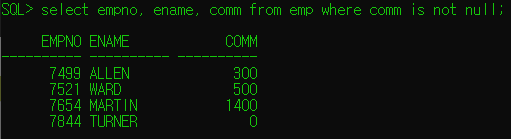 SQL> select empno, ename, comm from emp where comm is not null;
EMPNO ENAME COMM
---------- ---------- ----------
7499 ALLEN 300
7521 WARD 500
7654 MARTIN 1400
7844 TURNER 0